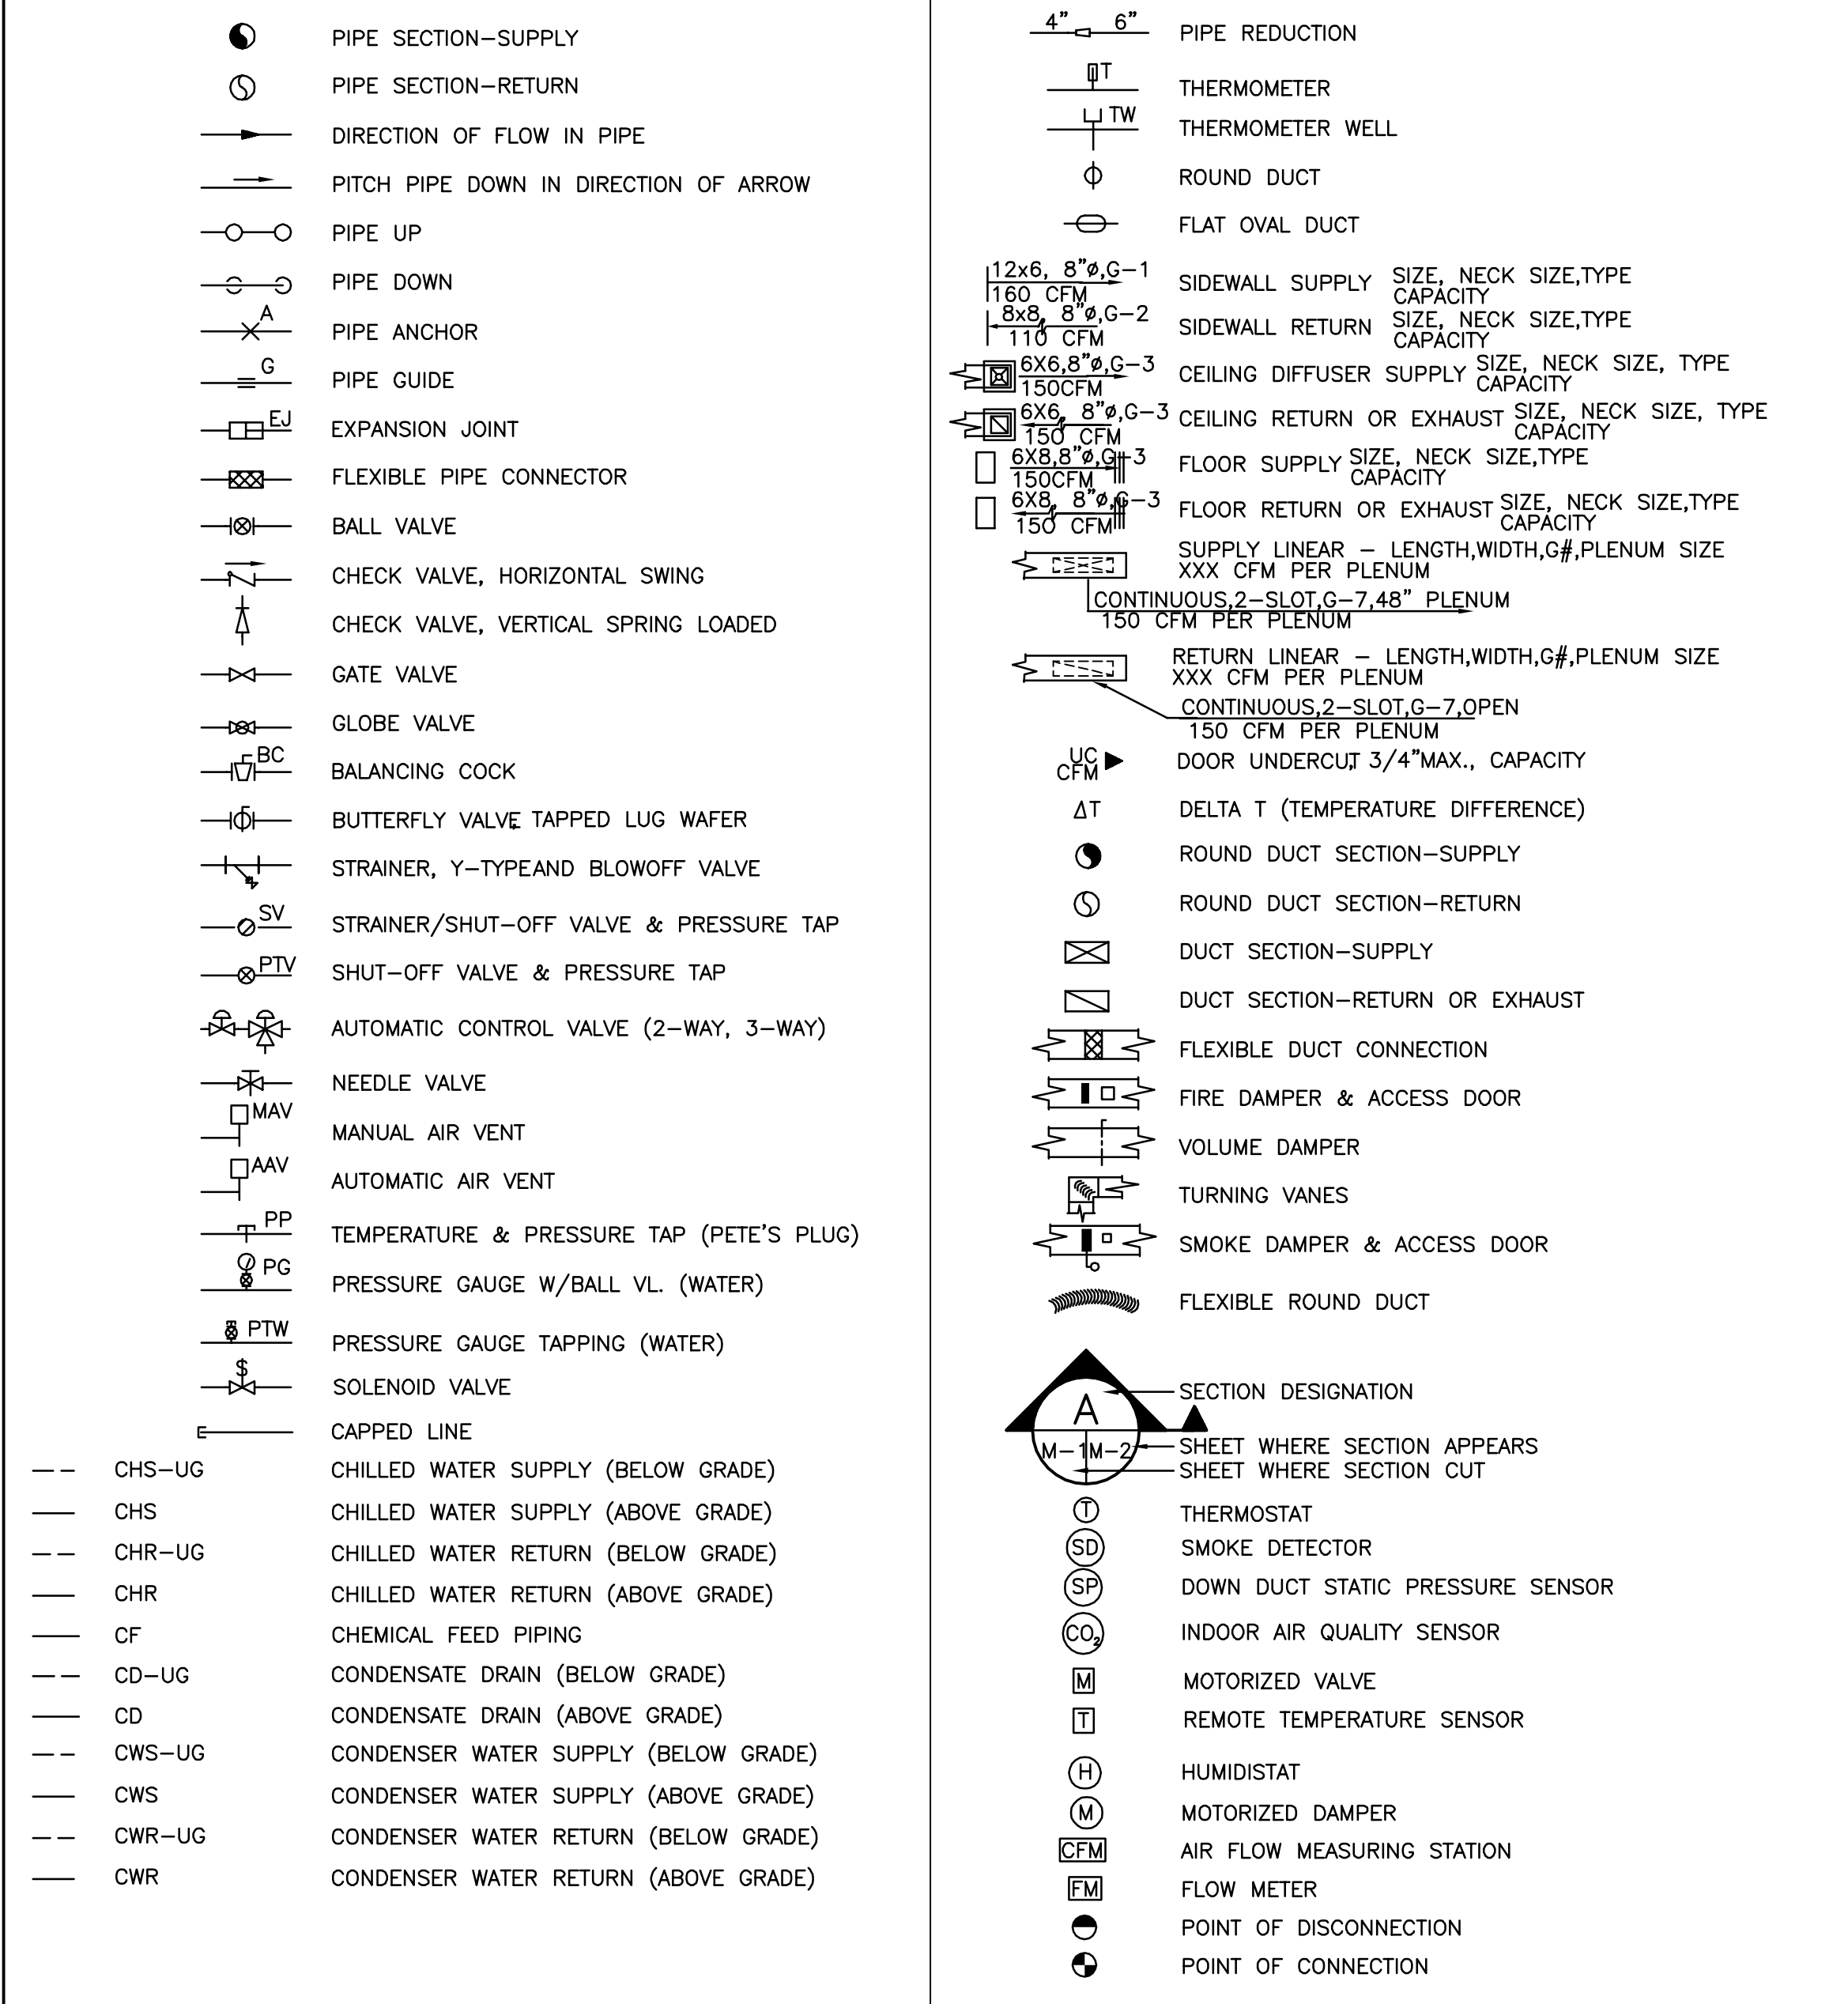 PIPE SECTION-SUPPLY
PIPE SECTION-RETURN
DIRECTION OF FLOW IN PIPE
PITCH PIPE DOWN IN DIRECTION OF ARROW
PIPE UP
PIPE DOWN
A PIPE ANCHOR
G PIPE GUIDE
EJ EXPANSION JOINT
FLEXIBLE PIPE CONNECTOR
BALL VALVE
CHECK VALVE, HORIZONTAL SWING
CHECK VALVE, VERTICAL SPRING LOADED
GATE VALVE
GLOBE VALVE
BC BALANCING COCK
BUTTERFLY VALVE, TAPPED LUG WAFER
STRAINER, Y-TYPEAND BLOWOFF VALVE
SV STRAINER/SHUT-OFF VALVE & PRESSURE TAP
PTV SHUT-OFF VALVE & PRESSURE TAP
AUTOMATIC CONTROL VALVE (2-WAY, 3-WAY)
NEEDLE VALVE
MAV MANUAL AIR VENT
AAV AUTOMATIC AIR VENT
PP TEMPERATURE & PRESSURE TAP (PETE'S PLUG)
PG PRESSURE GAUGE W/BALL VL. (WATER)
PTW PRESSURE GAUGE TAPPING (WATER)
$ SOLENOID VALVE
CAPPED LINE
CHS-UG CHILLED WATER SUPPLY (BELOW GRADE)
CHS CHILLED WATER SUPPLY (ABOVE GRADE)
CHR-UG CHILLED WATER RETURN (BELOW GRADE)
CHR CHILLED WATER RETURN (ABOVE GRADE)
CF CHEMICAL FEED PIPING
CD-UG CONDENSATE DRAIN (BELOW GRADE)
CD CONDENSATE DRAIN (ABOVE GRADE)
CWS-UG CONDENSER WATER SUPPLY (BELOW GRADE)
CWS CONDENSER WATER SUPPLY (ABOVE GRADE)
CWR-UG CONDENSER WATER RETURN (BELOW GRADE)
CWR CONDENSER WATER RETURN (ABOVE GRADE)
4" 6" PIPE REDUCTION
T THERMOMETER
TW THERMOMETER WELL
ROUND DUCT
FLAT OVAL DUCT
12x6, 8"ø,G-1 SIDEWALL SUPPLY SIZE, NECK SIZE,TYPE
160 CFM CAPACITY
8x8, 8"ø,G-2 SIDEWALL RETURN SIZE, NECK SIZE,TYPE
110 CFM CAPACITY
6X6,8"ø,G-3 CEILING DIFFUSER SUPPLY SIZE, NECK SIZE, TYPE
150CFM CAPACITY
6X6, 8"ø,G-3 CEILING RETURN OR EXHAUST SIZE, NECK SIZE, TYPE
150 CFM CAPACITY
6X8,8"ø,G-3 FLOOR SUPPLY SIZE, NECK SIZE,TYPE
150CFM CAPACITY
6X8, 8"ø,G-3 FLOOR RETURN OR EXHAUST SIZE, NECK SIZE,TYPE
150 CFM CAPACITY
SUPPLY LINEAR - LENGTH,WIDTH,G#,PLENUM SIZE
XXX CFM PER PLENUM
CONTINUOUS,2-SLOT,G-7,48" PLENUM
150 CFM PER PLENUM
RETURN LINEAR - LENGTH,WIDTH,G#,PLENUM SIZE
XXX CFM PER PLENUM
CONTINUOUS,2-SLOT,G-7,OPEN
150 CFM PER PLENUM
UC DOOR UNDERCUT, 3/4"MAX., CAPACITY
CFM
ΔT DELTA T (TEMPERATURE DIFFERENCE)
ROUND DUCT SECTION-SUPPLY
ROUND DUCT SECTION-RETURN
DUCT SECTION-SUPPLY
DUCT SECTION-RETURN OR EXHAUST
FLEXIBLE DUCT CONNECTION
FIRE DAMPER & ACCESS DOOR
VOLUME DAMPER
TURNING VANES
SMOKE DAMPER & ACCESS DOOR
FLEXIBLE ROUND DUCT
A SECTION DESIGNATION
M-1 M-2 SHEET WHERE SECTION APPEARS
SHEET WHERE SECTION CUT
T THERMOSTAT
SD SMOKE DETECTOR
SP DOWN DUCT STATIC PRESSURE SENSOR
CO2 INDOOR AIR QUALITY SENSOR
M MOTORIZED VALVE
T REMOTE TEMPERATURE SENSOR
H HUMIDISTAT
M MOTORIZED DAMPER
CFM AIR FLOW MEASURING STATION
FM FLOW METER
POINT OF DISCONNECTION
POINT OF CONNECTION